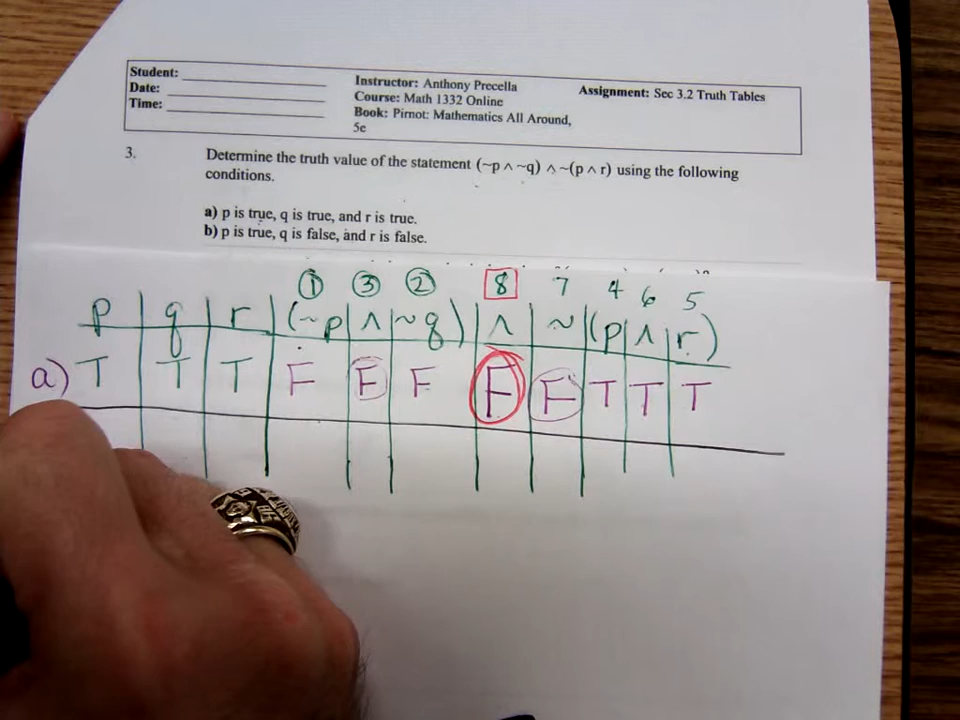 Student:
Date:
Time:
Instructor: Anthony Precella
Course: Math 1332 Online
Book: Pirnot: Mathematics All Around,
5e
Assignment: Sec 3.2 Truth Tables
3. Determine the truth value of the statement (~p ∧ ~q) ∧ ~(p ∧ r) using the following
conditions.
a) p is true, q is true, and r is true.
b) p is true, q is false, and r is false.
① ③ ② 8 7 4 6 5
p q r (~p ∧ ~q) ∧ ~ (p ∧ r)
a) T T T F F F F F T T T